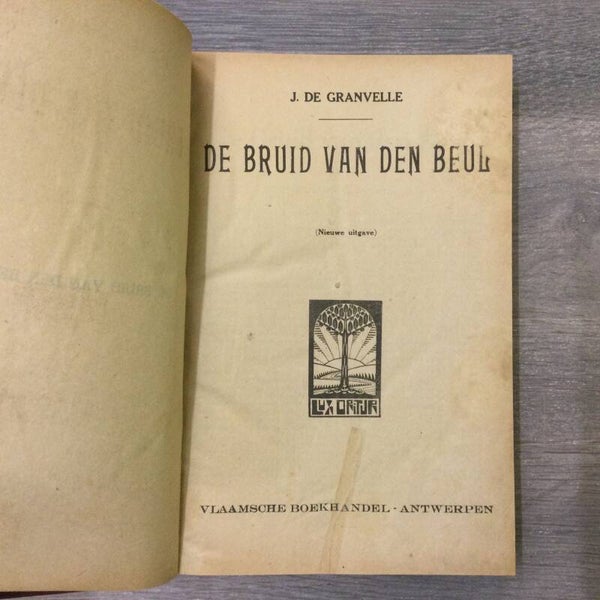 J. DE GRANVELLE
DE BRUID VAN DEN BEUL
(Nieuwe uitgave)
LUX ORITUR
VLAAMSCHE BOEKHANDEL - ANTWERPEN